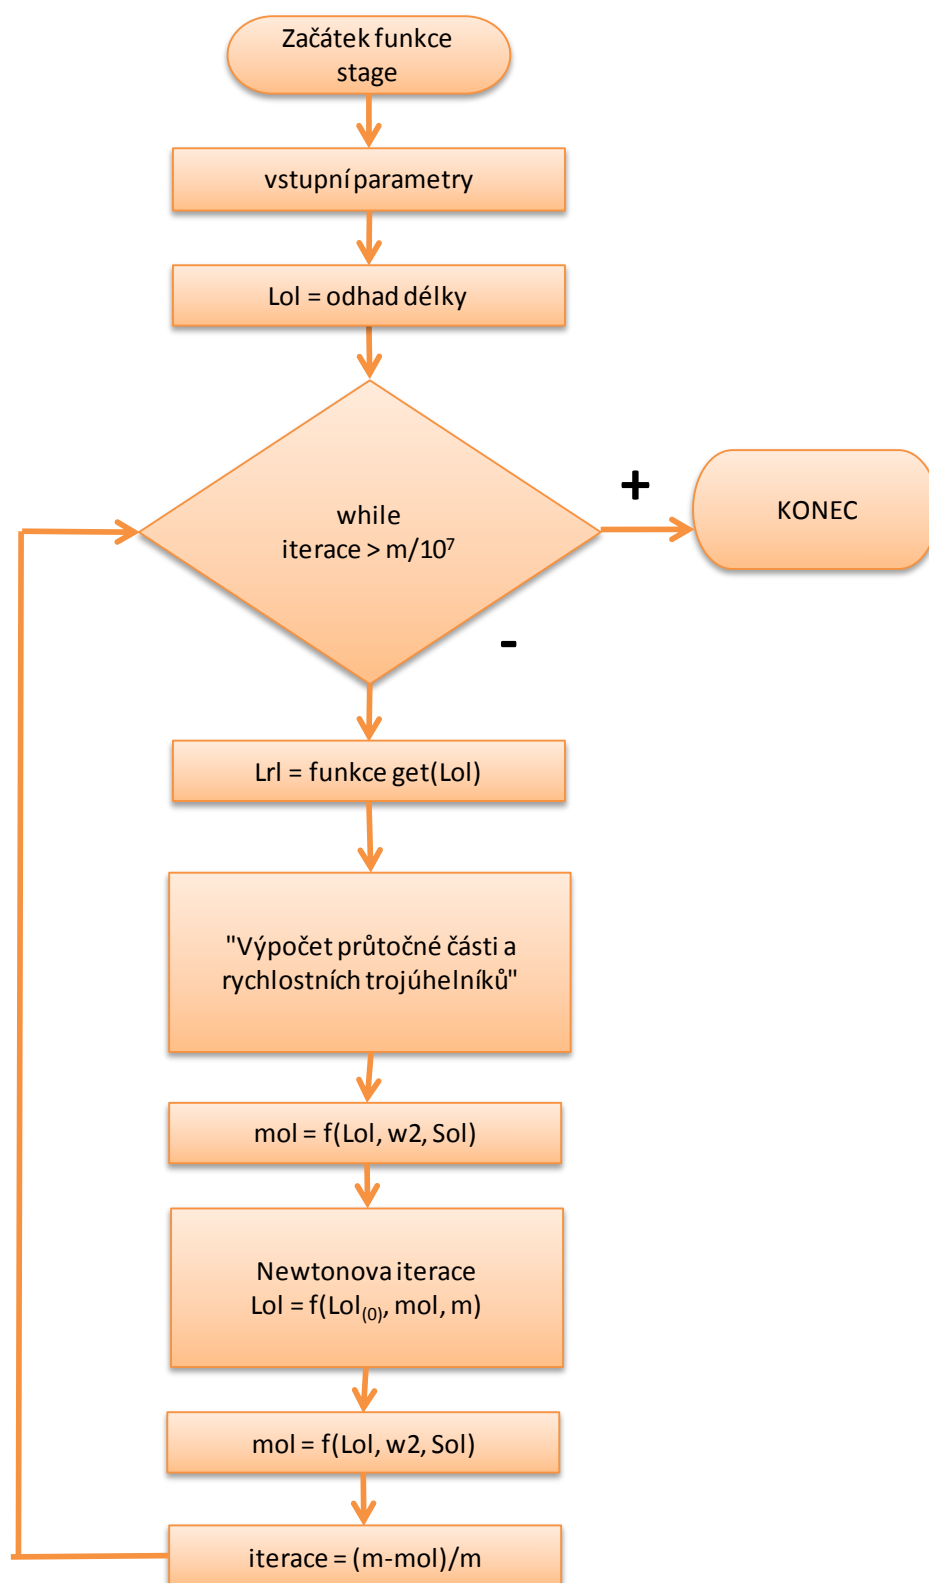 Začátek funkce
stage
vstupní parametry
Lol = odhad délky
while
iterace > m/10⁷
+
KONEC
-
Lrl = funkce get(Lol)
"Výpočet průtočné části a
rychlostních trojúhelníků"
mol = f(Lol, w2, Sol)
Newtonova iterace
Lol = f(Lol₍₀₎, mol, m)
mol = f(Lol, w2, Sol)
iterace = (m-mol)/m